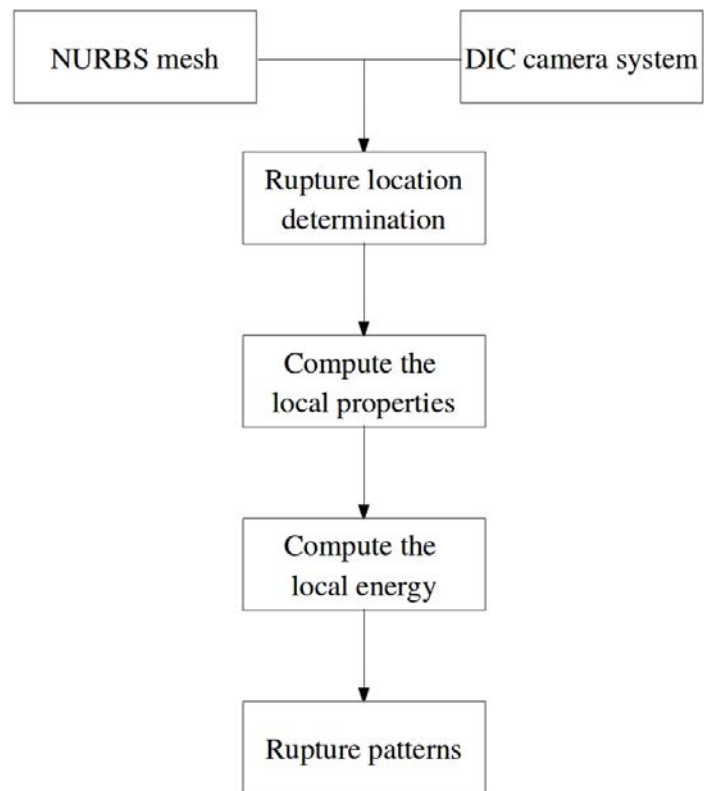 NURBS mesh
DIC camera system
Rupture location
determination
Compute the
local properties
Compute the
local energy
Rupture patterns